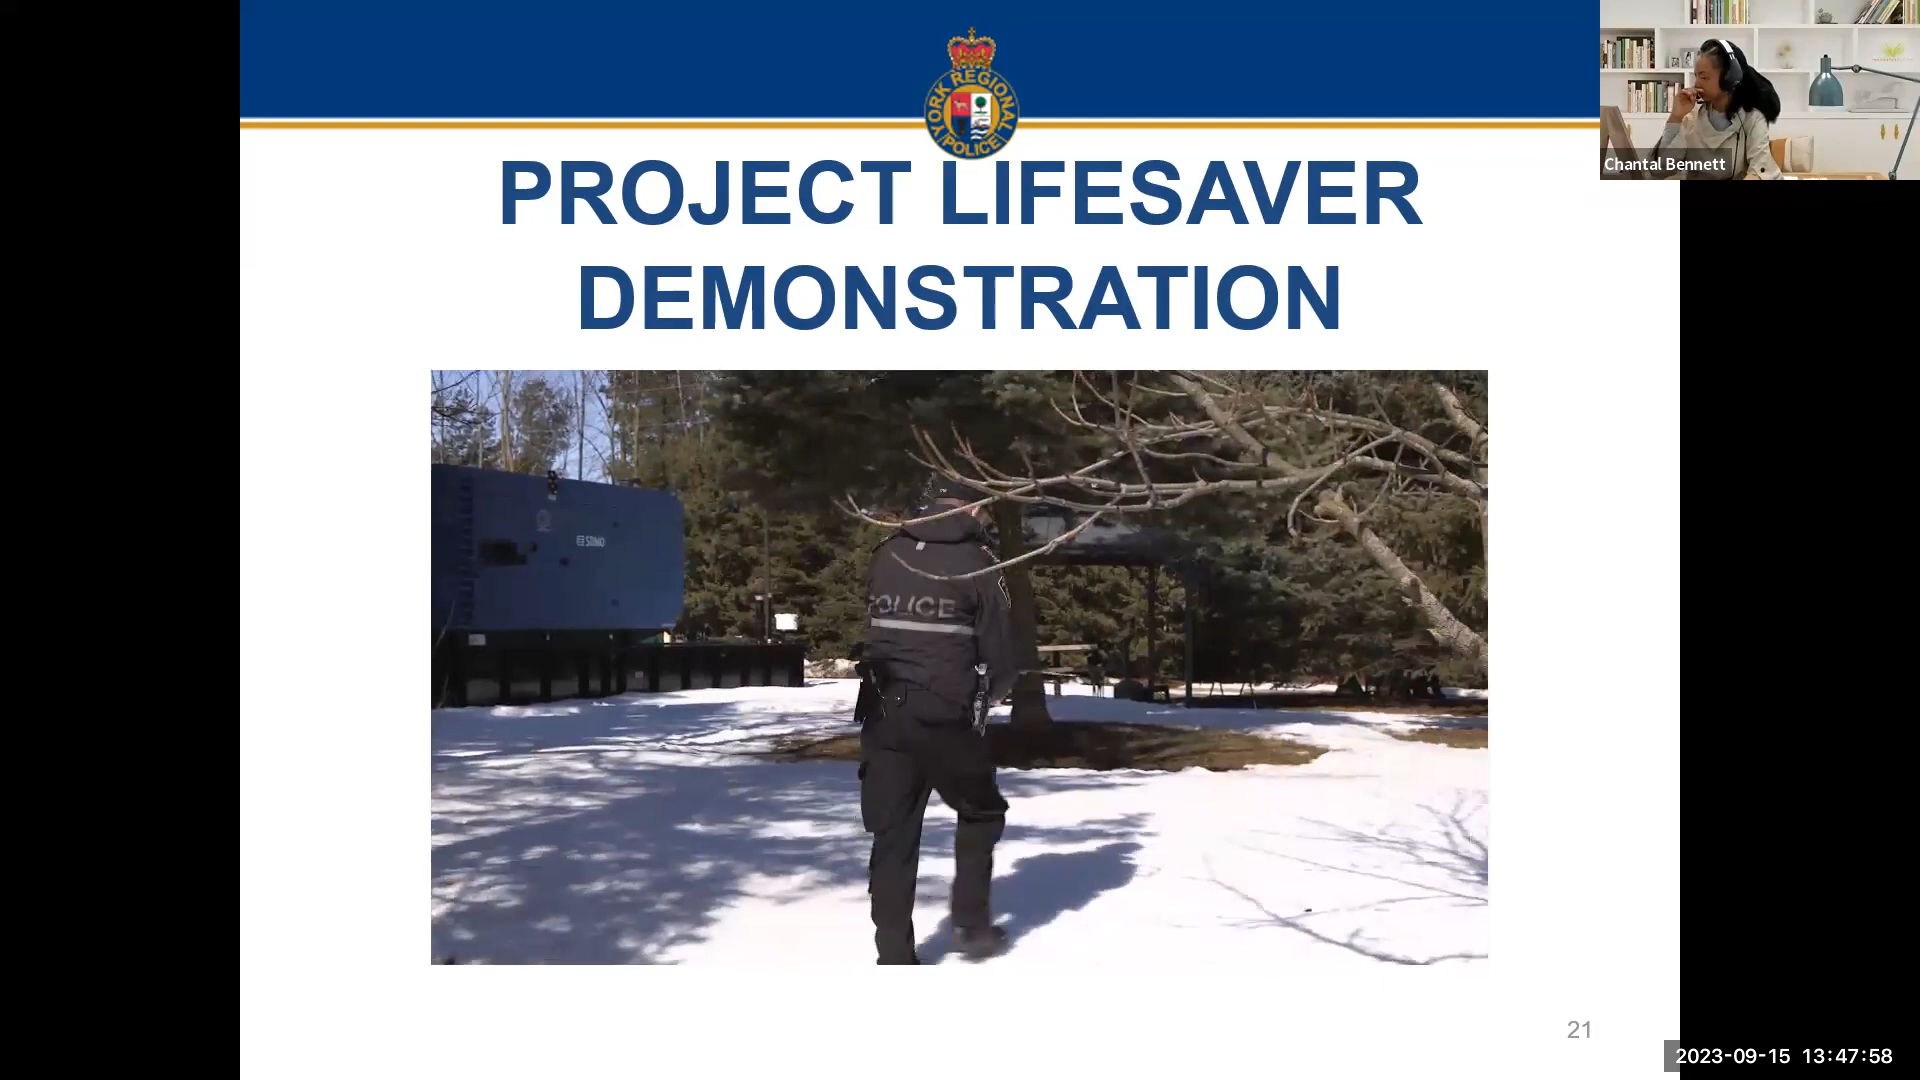 YORK REGIONAL
POLICE
Chantal Bennett
PROJECT LIFESAVER
DEMONSTRATION
POLICE
21
2023-09-15 13:47:58